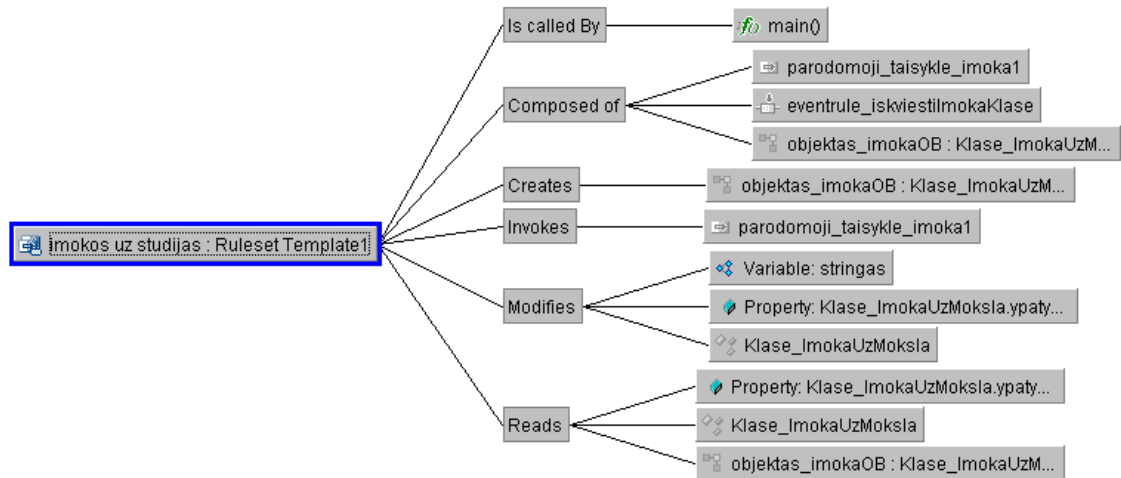 Is called By
f() main()
Composed of
parodomoji_taisykle_imoka1
eventrule_iskviestiImokaKlase
objektas_imokaOB : Klase_ImokaUzM...
Creates
objektas_imokaOB : Klase_ImokaUzM...
imokos uz studijas : Ruleset Template1
Invokes
parodomoji_taisykle_imoka1
Modifies
Variable: stringas
Property: Klase_ImokaUzMoksla.ypaty...
Klase_ImokaUzMoksla
Reads
Property: Klase_ImokaUzMoksla.ypaty...
Klase_ImokaUzMoksla
objektas_imokaOB : Klase_ImokaUzM...